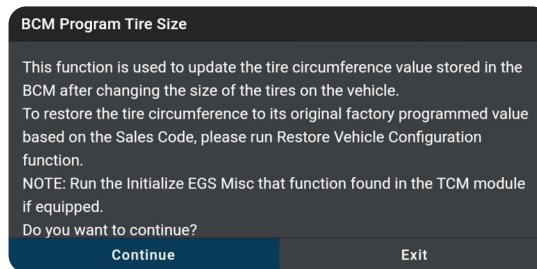 BCM Program Tire Size
This function is used to update the tire circumference value stored in the
BCM after changing the size of the tires on the vehicle.
To restore the tire circumference to its original factory programmed value
based on the Sales Code, please run Restore Vehicle Configuration
function.
NOTE: Run the Initialize EGS Misc that function found in the TCM module
if equipped.
Do you want to continue?
Continue
Exit